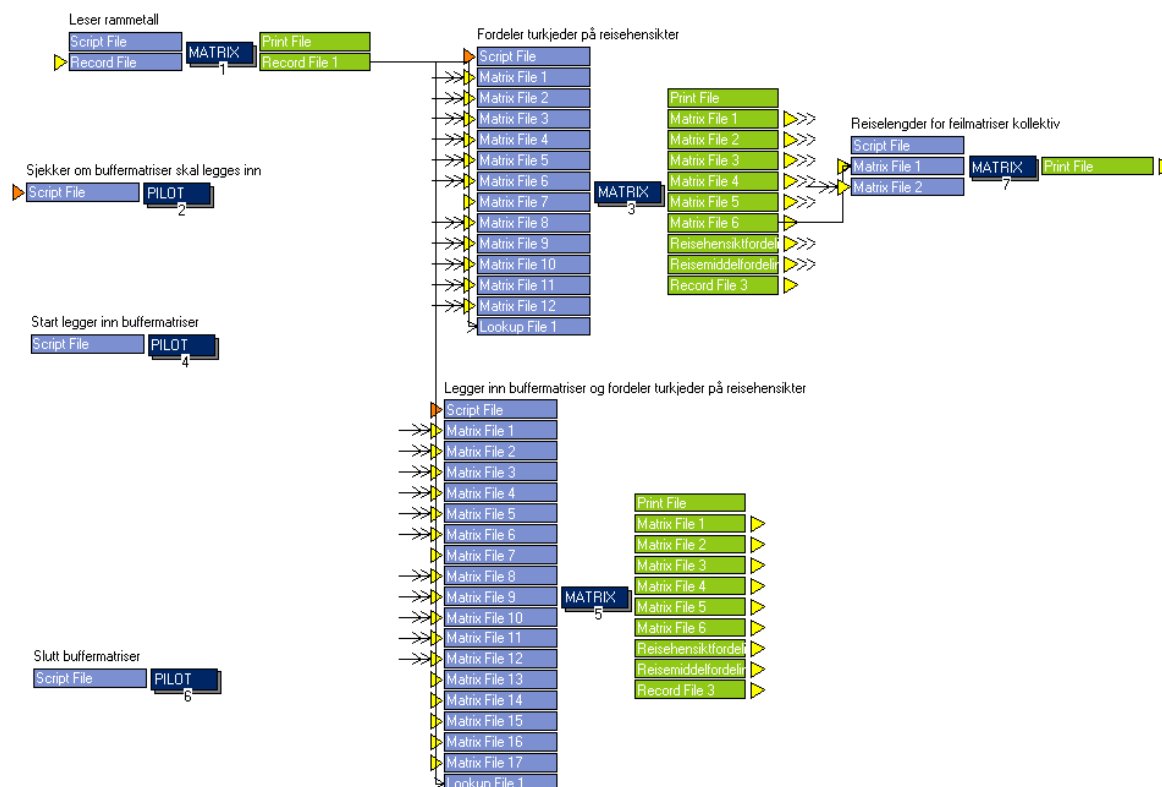 Leser rammetall
Script File
Record File
MATRIX
1
Print File
Record File 1
Sjekker om buffermatriser skal legges inn
Script File
PILOT
2
Fordeler turkjeder på reisehensikter
Script File
Matrix File 1
Matrix File 2
Matrix File 3
Matrix File 4
Matrix File 5
Matrix File 6
Matrix File 7
Matrix File 8
Matrix File 9
Matrix File 10
Matrix File 11
Matrix File 12
Lookup File 1
MATRIX
3
Print File
Matrix File 1
Matrix File 2
Matrix File 3
Matrix File 4
Matrix File 5
Matrix File 6
Reisehensiktfordeli
Reisemiddelfordelin
Record File 3
Reiselengder for feilmatriser kollektiv
Script File
Matrix File 1
Matrix File 2
MATRIX
7
Print File
Start legger inn buffermatriser
Script File
PILOT
4
Legger inn buffermatriser og fordeler turkjeder på reisehensikter
Script File
Matrix File 1
Matrix File 2
Matrix File 3
Matrix File 4
Matrix File 5
Matrix File 6
Matrix File 7
Matrix File 8
Matrix File 9
Matrix File 10
Matrix File 11
Matrix File 12
Matrix File 13
Matrix File 14
Matrix File 15
Matrix File 16
Matrix File 17
Lookup File 1
MATRIX
5
Print File
Matrix File 1
Matrix File 2
Matrix File 3
Matrix File 4
Matrix File 5
Matrix File 6
Reisehensiktfordeli
Reisemiddelfordelin
Record File 3
Slutt buffermatriser
Script File
PILOT
6